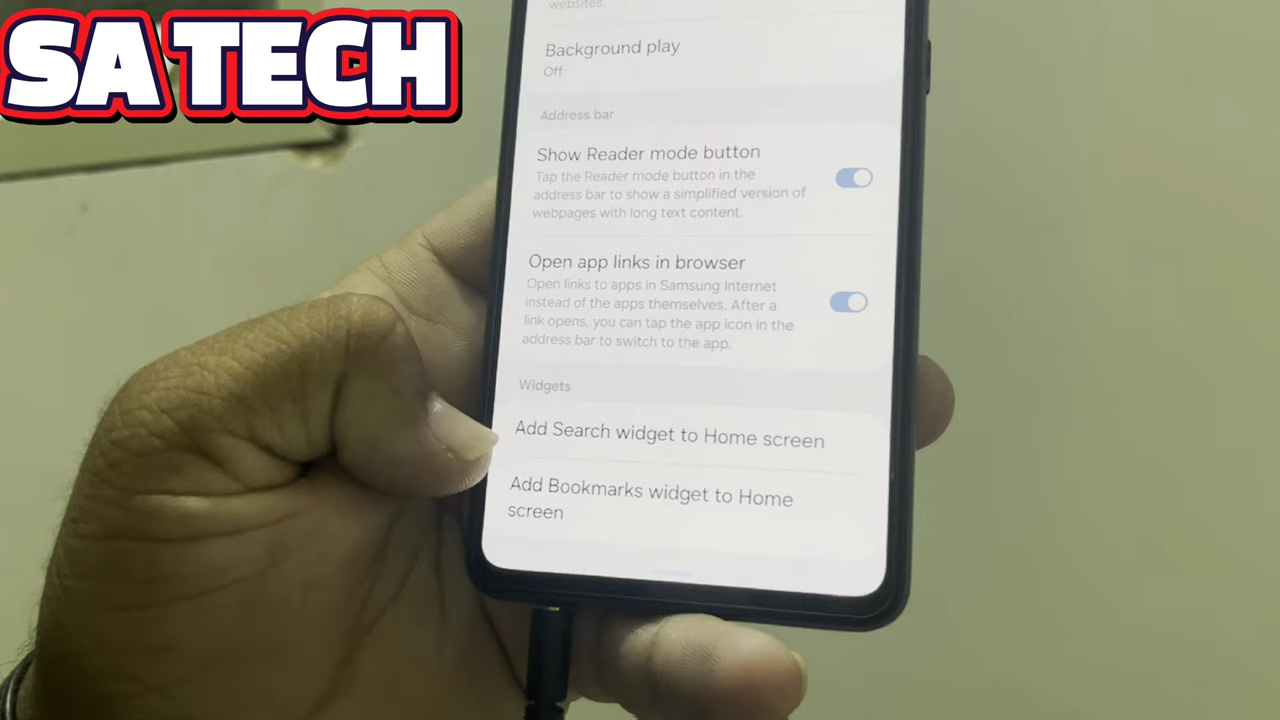 SA TECH
websites.
Background play
Off
Address bar
Show Reader mode button
Tap the Reader mode button in the
address bar to show a simplified version of
webpages with long text content.
Open app links in browser
Open links to apps in Samsung Internet
instead of the apps themselves. After a
link opens, you can tap the app icon in the
address bar to switch to the app.
Widgets
Add Search widget to Home screen
Add Bookmarks widget to Home
screen